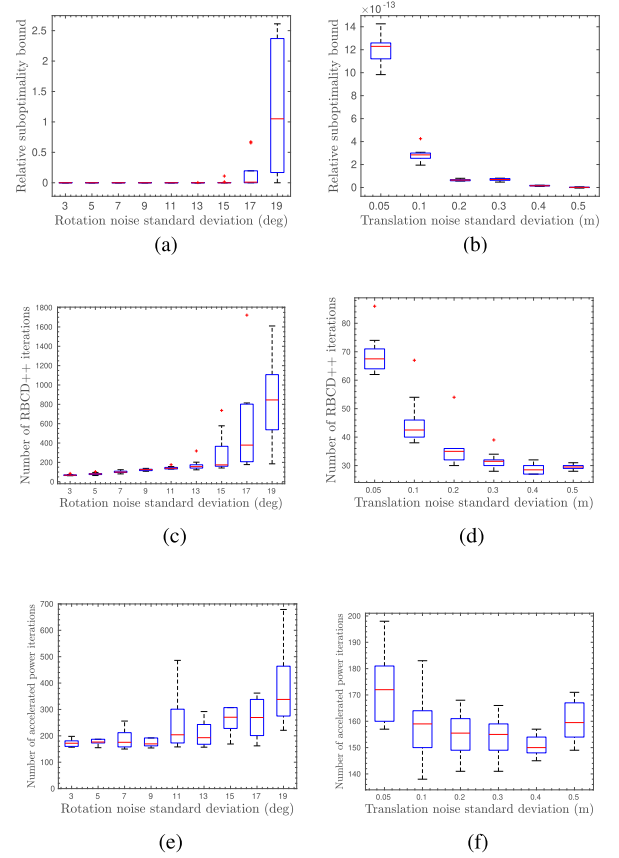 Relative suboptimality bound
2.5
2
1.5
1
0.5
0
3 5 7 9 11 13 15 17 19
Rotation noise standard deviation (deg)
(a)
×10⁻¹³
Relative suboptimality bound
14
12
10
8
6
4
2
0
0.05 0.1 0.2 0.3 0.4 0.5
Translation noise standard deviation (m)
(b)
Number of RBCD++ iterations
1800
1600
1400
1200
1000
800
600
400
200
0
3 5 7 9 11 13 15 17 19
Rotation noise standard deviation (deg)
(c)
Number of RBCD++ iterations
80
70
60
50
40
30
0.05 0.1 0.2 0.3 0.4 0.5
Translation noise standard deviation (m)
(d)
Number of accelerated power iterations
700
600
500
400
300
200
100
3 5 7 9 11 13 15 17 19
Rotation noise standard deviation (deg)
(e)
Number of accelerated power iterations
200
190
180
170
160
150
140
0.05 0.1 0.2 0.3 0.4 0.5
Translation noise standard deviation (m)
(f)